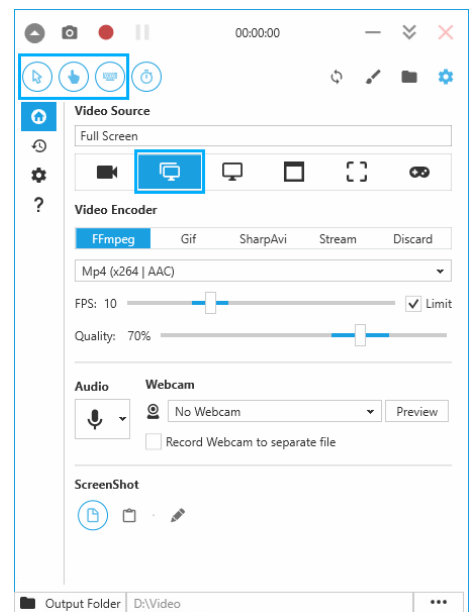 00:00:00
Video Source
Full Screen
?
Video Encoder
FFmpeg Gif SharpAvi Stream Discard
Mp4 (x264 | AAC)
FPS: 10 Limit
Quality: 70%
Audio Webcam
No Webcam Preview
Record Webcam to separate file
ScreenShot
Output Folder D:\Video ...